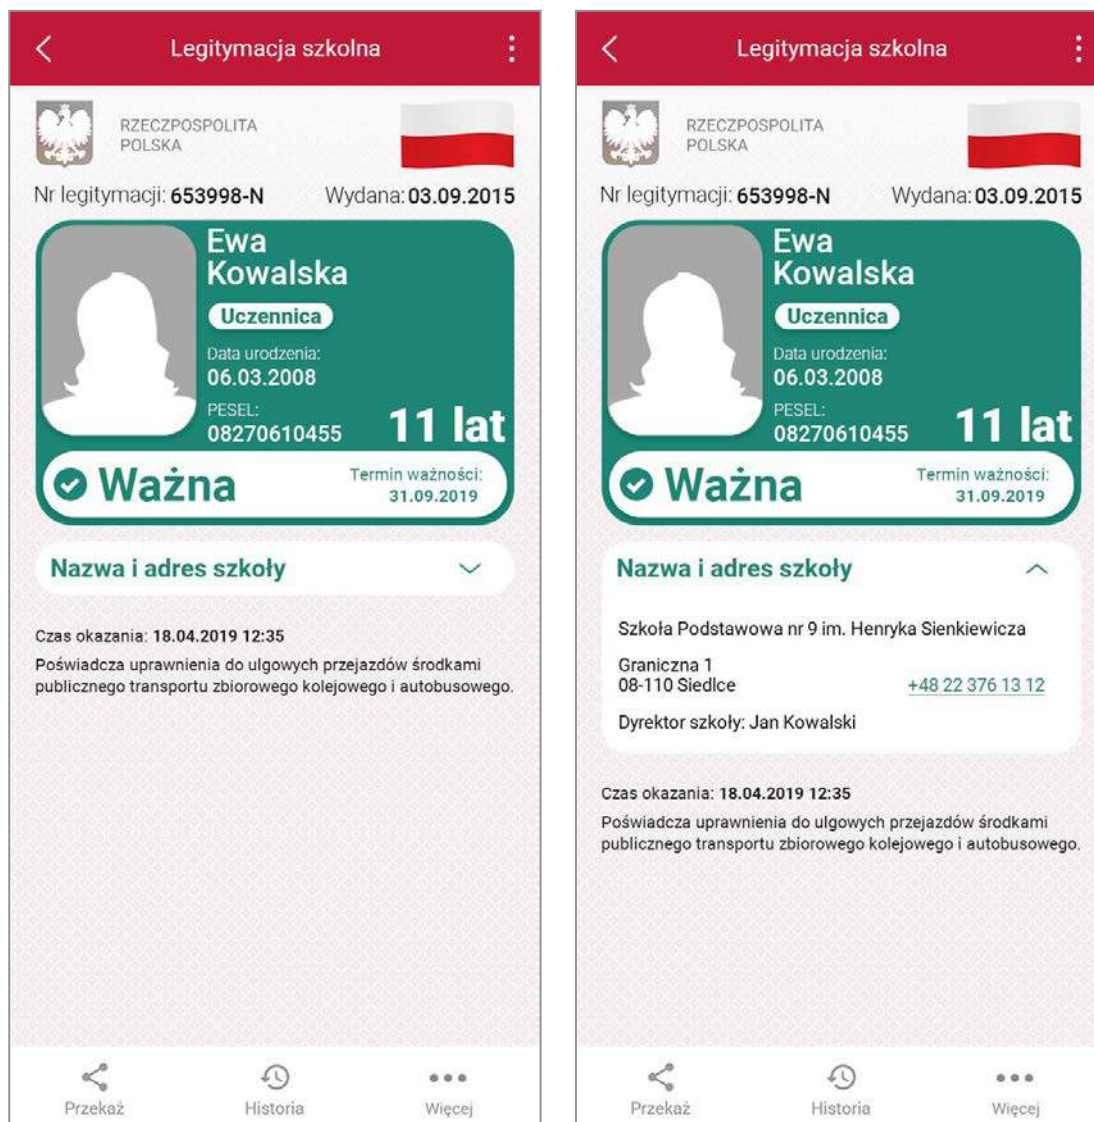 Legitymacja szkolna
RZECZPOSPOLITA
POLSKA
Nr legitymacji: 653998-N Wydana: 03.09.2015
Ewa
Kowalska
Uczennica
Data urodzenia:
06.03.2008
PESEL:
08270610455
11 lat
Ważna
Termin ważności:
31.09.2019
Nazwa i adres szkoły
Czas okazania: 18.04.2019 12:35
Poświadcza uprawnienia do ulgowych przejazdów środkami
publicznego transportu zbiorowego kolejowego i autobusowego.
Przekaż Historia Więcej
Legitymacja szkolna
RZECZPOSPOLITA
POLSKA
Nr legitymacji: 653998-N Wydana: 03.09.2015
Ewa
Kowalska
Uczennica
Data urodzenia:
06.03.2008
PESEL:
08270610455
11 lat
Ważna
Termin ważności:
31.09.2019
Nazwa i adres szkoły
Szkoła Podstawowa nr 9 im. Henryka Sienkiewicza
Graniczna 1
08-110 Siedlce +48 22 376 13 12
Dyrektor szkoły: Jan Kowalski
Czas okazania: 18.04.2019 12:35
Poświadcza uprawnienia do ulgowych przejazdów środkami
publicznego transportu zbiorowego kolejowego i autobusowego.
Przekaż Historia Więcej